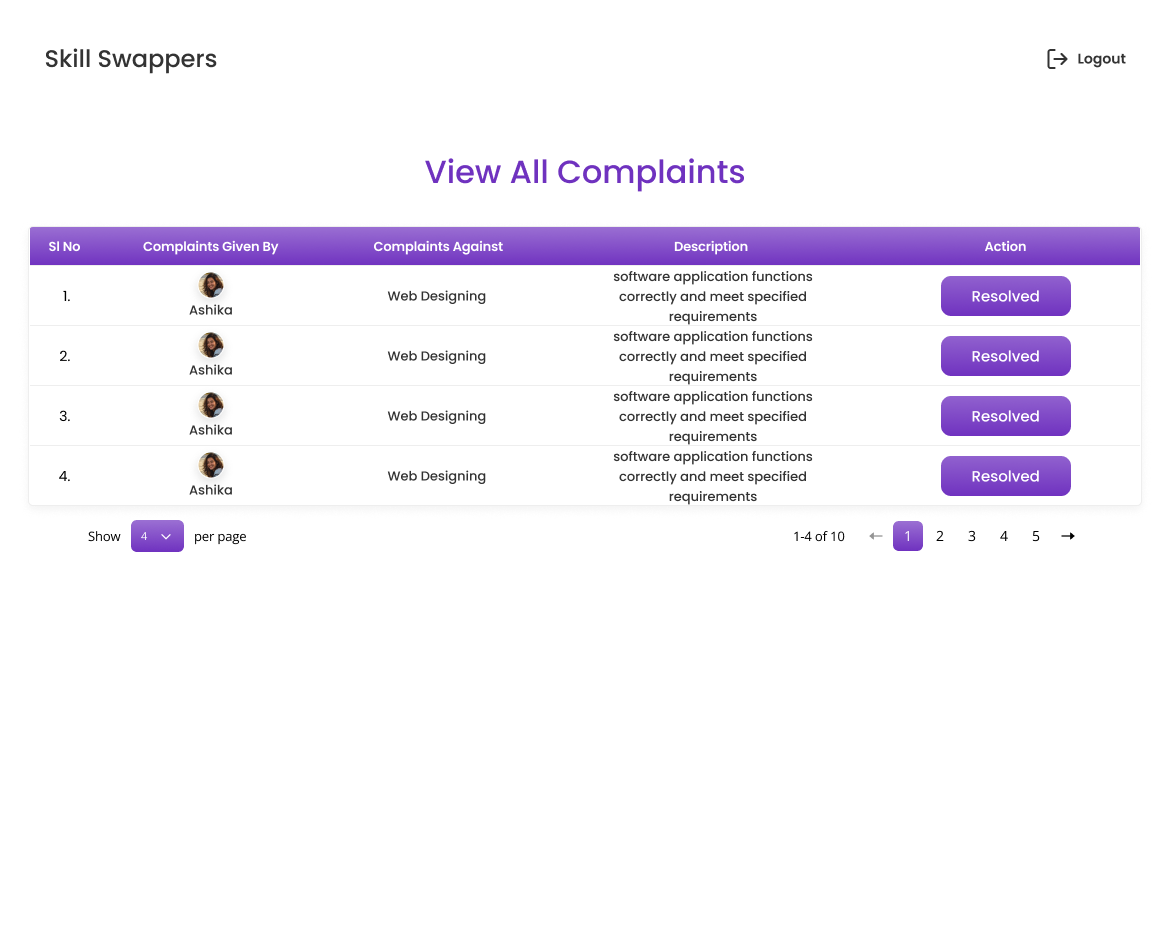 Skill Swappers
Logout
View All Complaints
Sl No Complaints Given By Complaints Against Description Action
software application functions
1. Web Designing correctly and meet specified Resolved
Ashika requirements
software application functions
2. Web Designing correctly and meet specified Resolved
Ashika requirements
software application functions
3. Web Designing correctly and meet specified Resolved
Ashika requirements
software application functions
4. Web Designing correctly and meet specified Resolved
Ashika requirements
Show 4 per page 1-4 of 10 1 2 3 4 5